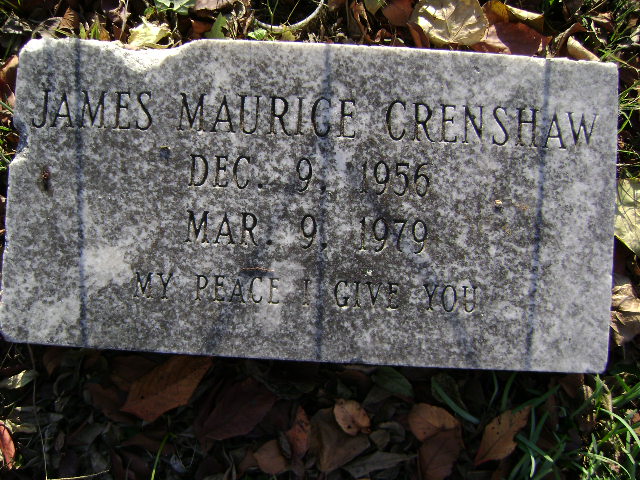 JAMES MAURICE CRENSHAW
DEC. 9, 1956
MAR. 9, 1979
MY PEACE I GIVE YOU